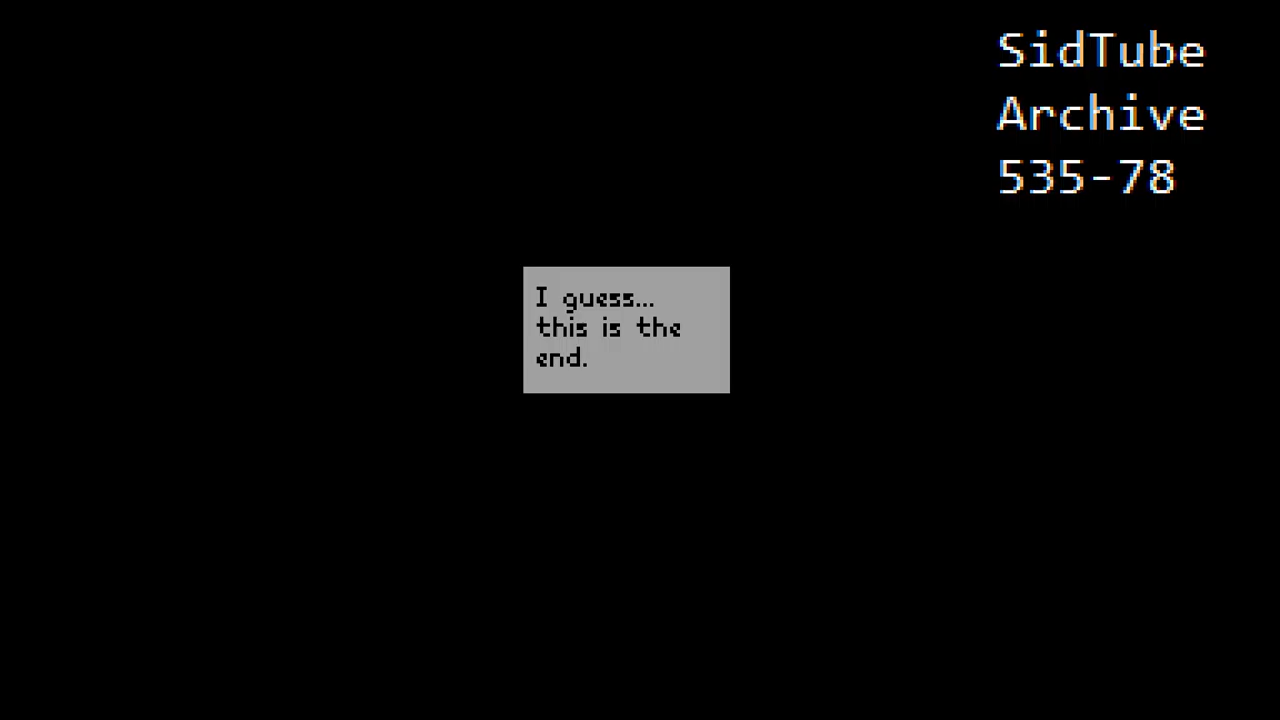 SidTube
Archive
535-78
I guess...
this is the
end.